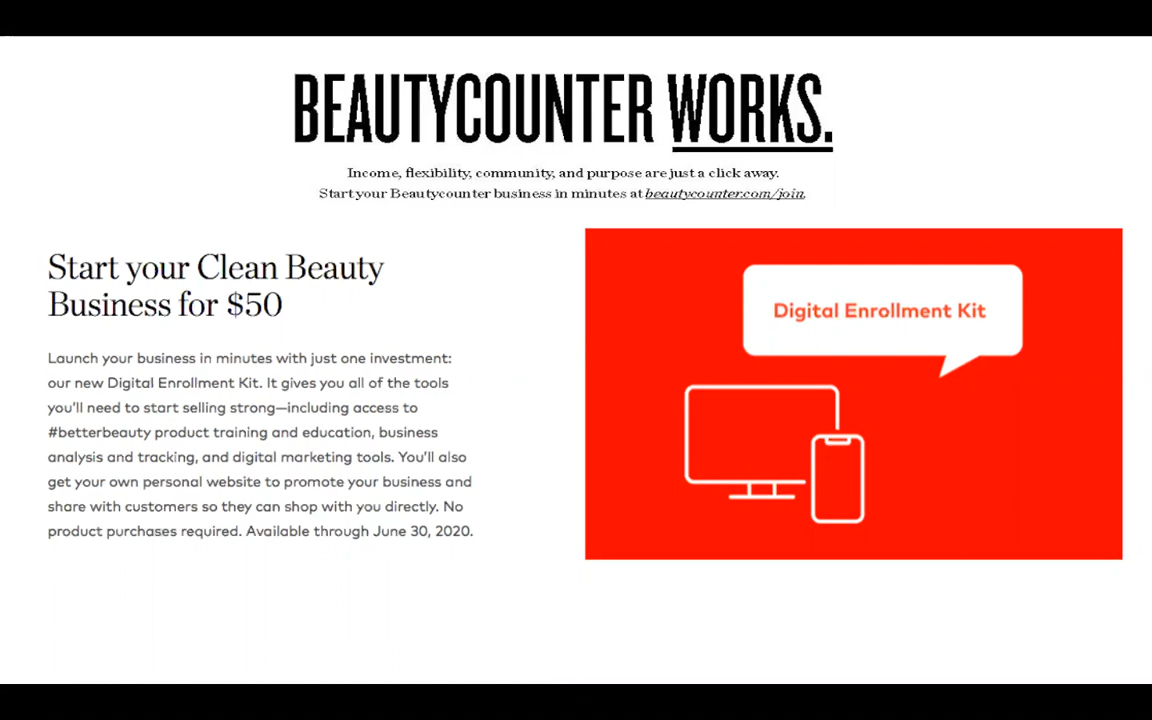 BEAUTYCOUNTER WORKS.
Income, flexibility, community, and purpose are just a click away.
Start your Beautycounter business in minutes at beautycounter.com/join.
Start your Clean Beauty
Business for $50
Launch your business in minutes with just one investment:
our new Digital Enrollment Kit. It gives you all of the tools
you’ll need to start selling strong—including access to
#betterbeauty product training and education, business
analysis and tracking, and digital marketing tools. You’ll also
get your own personal website to promote your business and
share with customers so they can shop with you directly. No
product purchases required. Available through June 30, 2020.
Digital Enrollment Kit